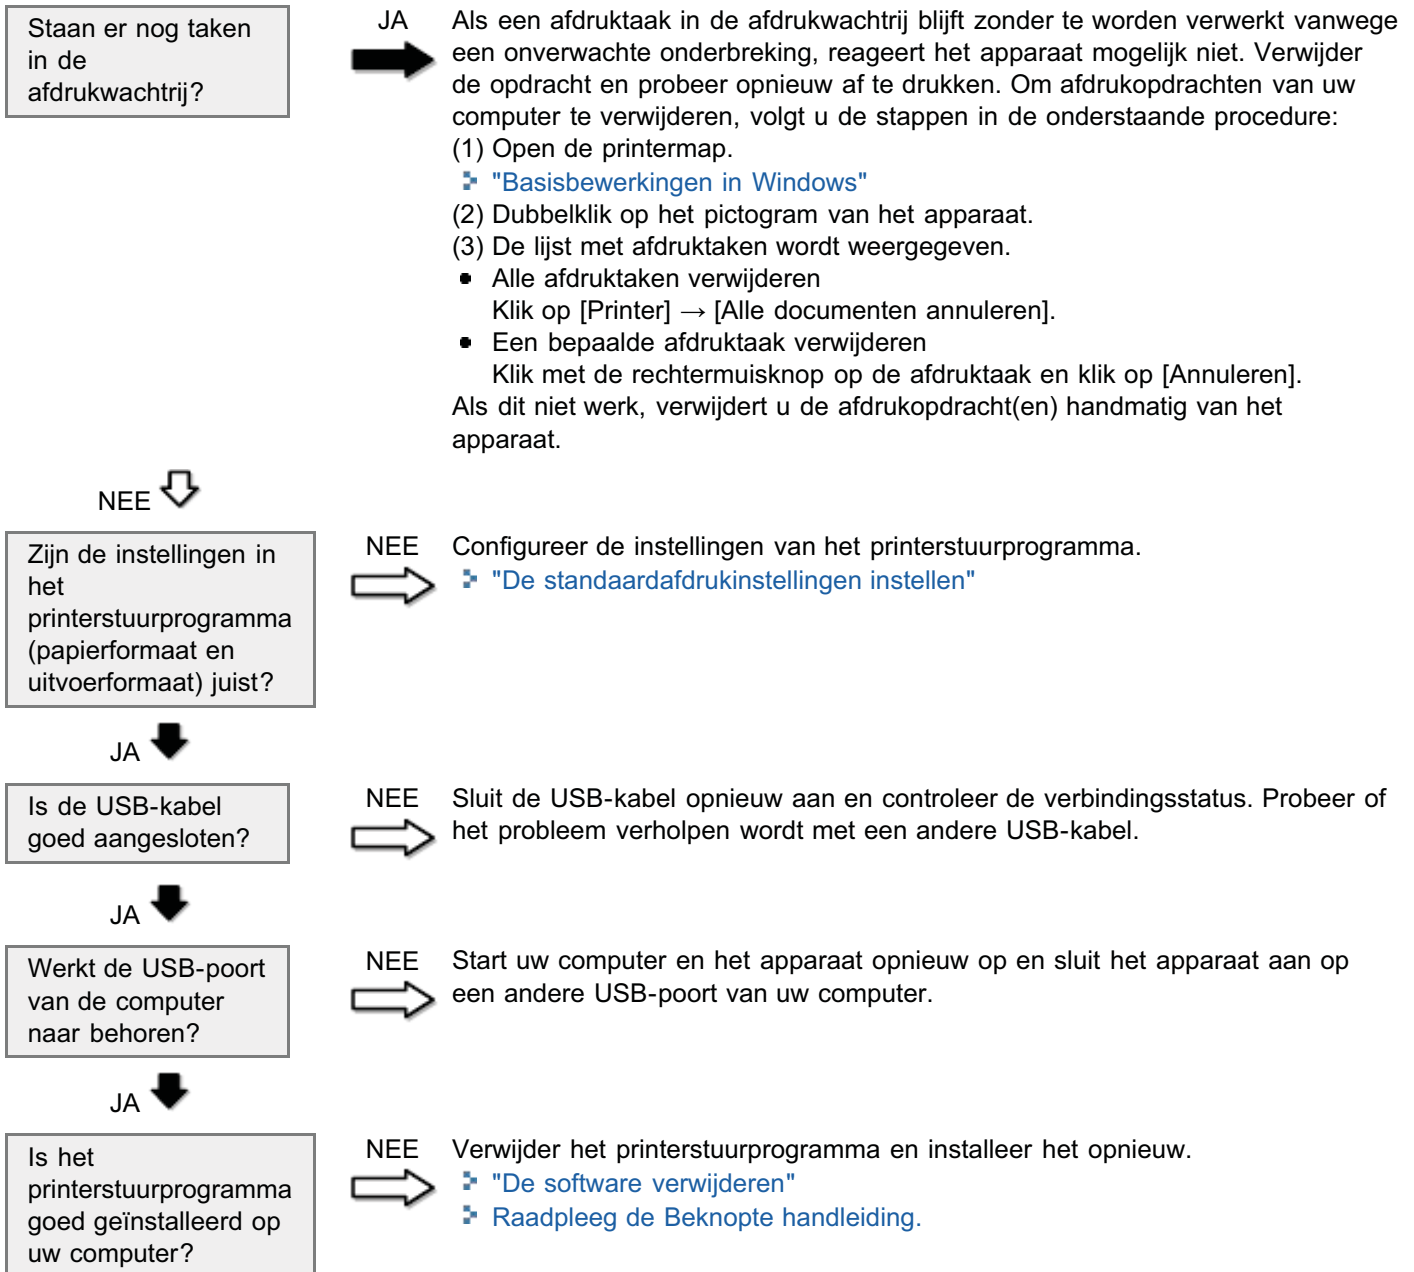 Staan er nog taken
in de
afdrukwachtrij?
JA
Als een afdruktaak in de afdrukwachtrij blijft zonder te worden verwerkt vanwege
een onverwachte onderbreking, reageert het apparaat mogelijk niet. Verwijder
de opdracht en probeer opnieuw af te drukken. Om afdrukopdrachten van uw
computer te verwijderen, volgt u de stappen in de onderstaande procedure:
(1) Open de printermap.
"Basisbewerkingen in Windows"
(2) Dubbelklik op het pictogram van het apparaat.
(3) De lijst met afdruktaken wordt weergegeven.
• Alle afdruktaken verwijderen
Klik op [Printer] → [Alle documenten annuleren].
• Een bepaalde afdruktaak verwijderen
Klik met de rechtermuisknop op de afdruktaak en klik op [Annuleren].
Als dit niet werk, verwijdert u de afdrukopdracht(en) handmatig van het
apparaat.
NEE
Zijn de instellingen in
het
printerstuurprogramma
(papierformaat en
uitvoerformaat) juist?
NEE
Configureer de instellingen van het printerstuurprogramma.
"De standaardafdrukinstellingen instellen"
JA
Is de USB-kabel
goed aangesloten?
NEE
Sluit de USB-kabel opnieuw aan en controleer de verbindingsstatus. Probeer of
het probleem verholpen wordt met een andere USB-kabel.
JA
Werkt de USB-poort
van de computer
naar behoren?
NEE
Start uw computer en het apparaat opnieuw op en sluit het apparaat aan op
een andere USB-poort van uw computer.
JA
Is het
printerstuurprogramma
goed geïnstalleerd op
uw computer?
NEE
Verwijder het printerstuurprogramma en installeer het opnieuw.
"De software verwijderen"
Raadpleeg de Beknopte handleiding.